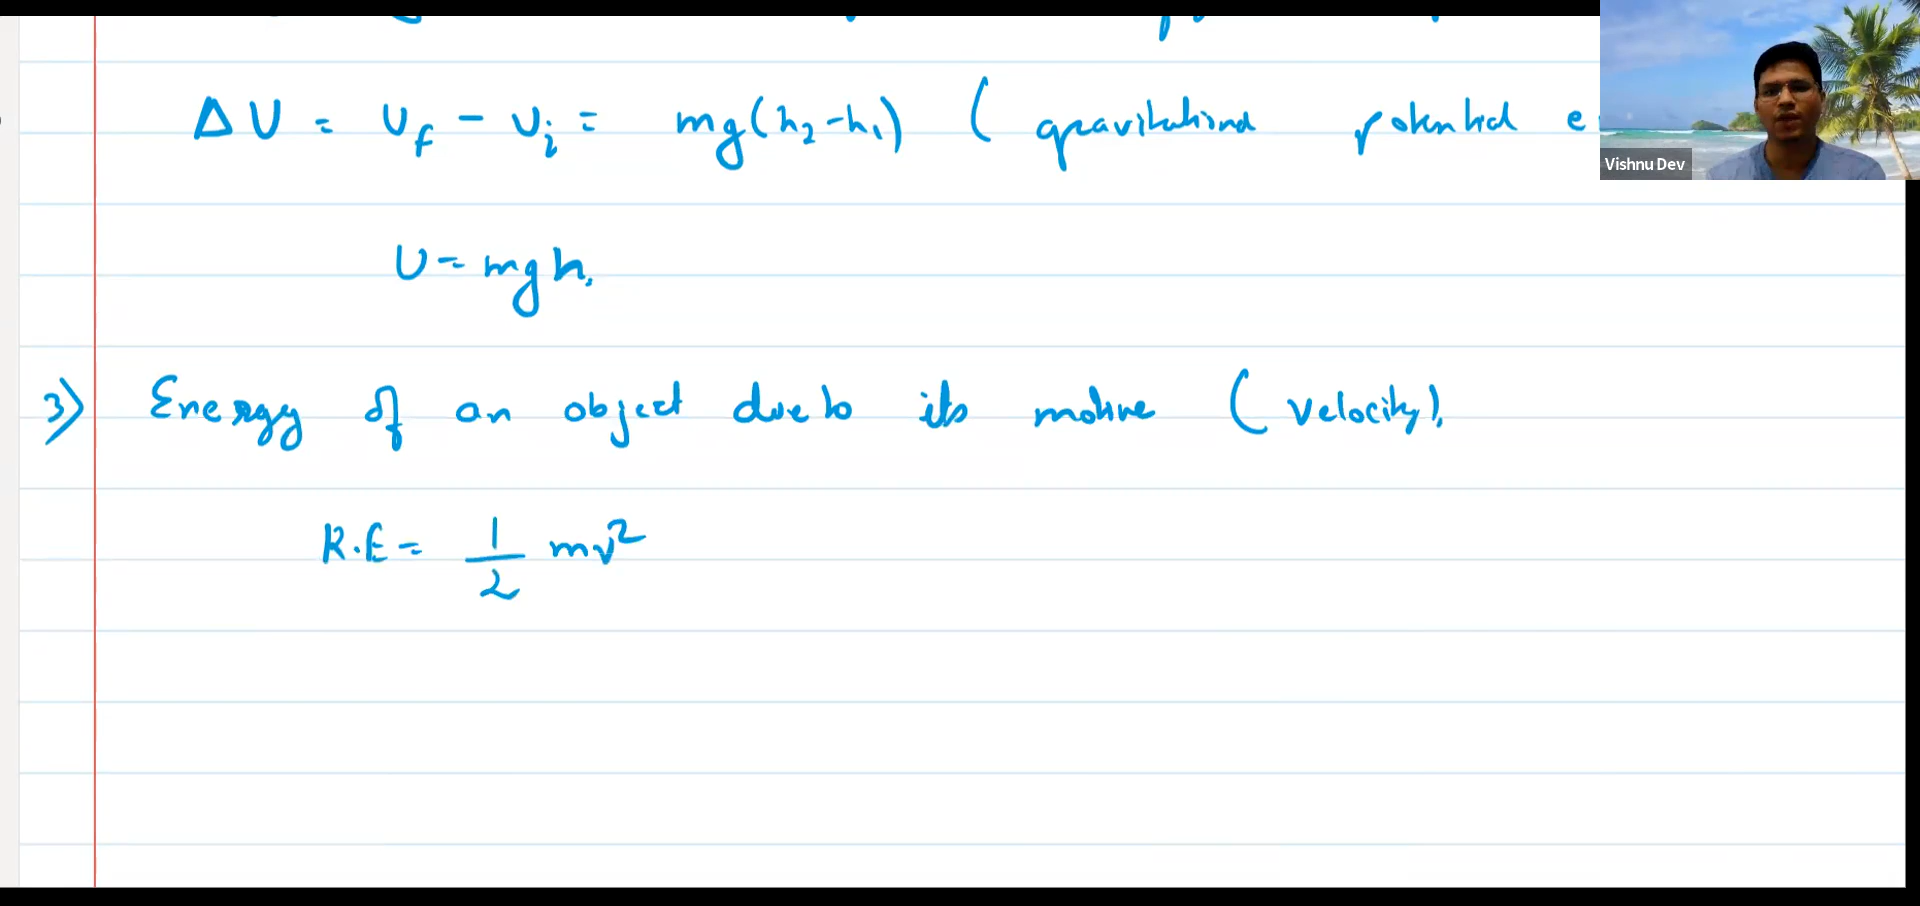 ΔU = U_f - U_i = mg(h₂-h₁) ( gravitational potential e
Vishnu Dev
U = mgh.
3) Energy of an object due to its motion (velocity).
K.E = 1/2 mv²